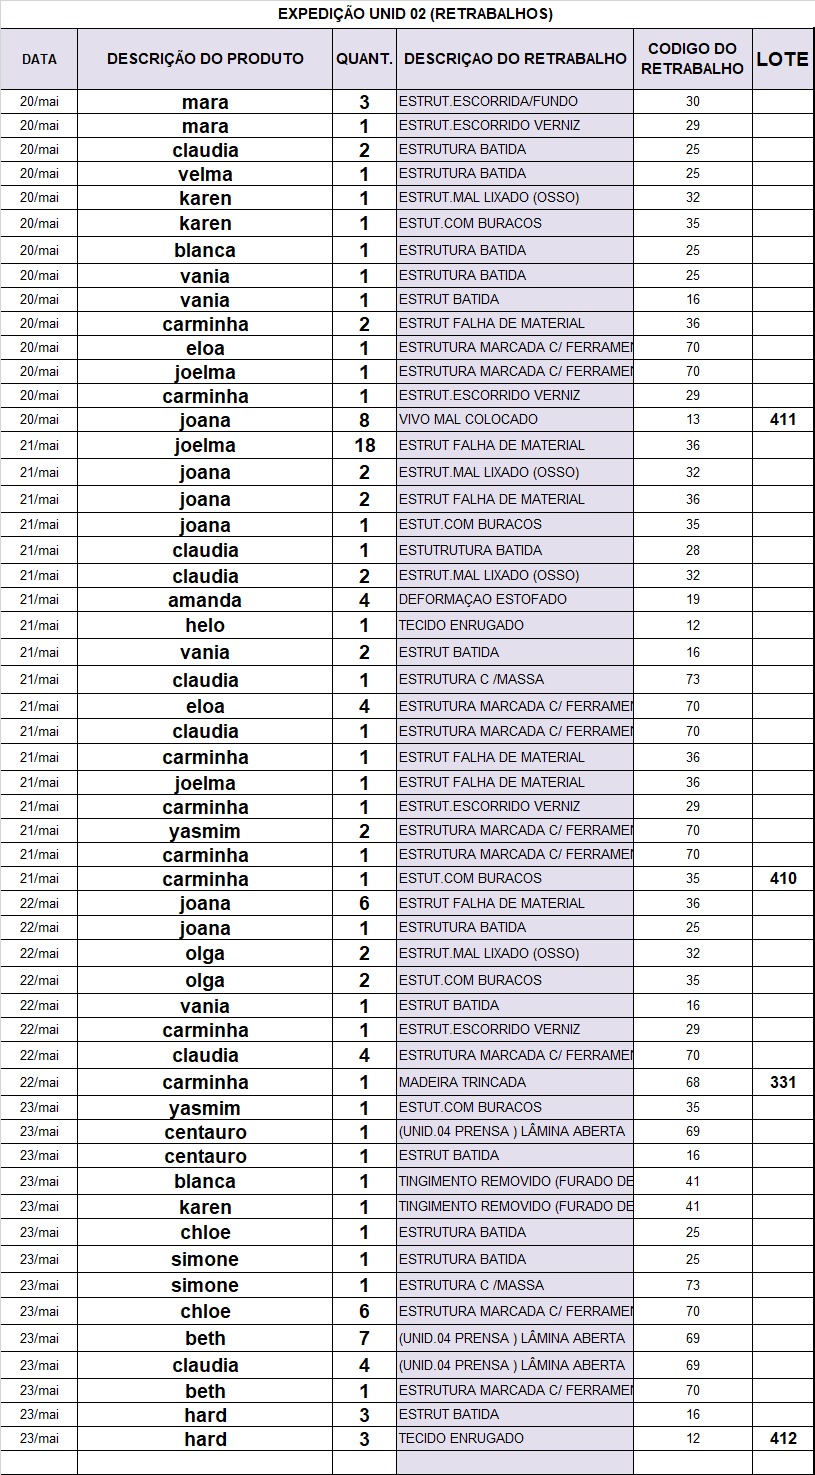 EXPEDIÇÃO UNID 02 (RETRABALHOS)
DATA DESCRIÇÃO DO PRODUTO QUANT. DESCRIÇAO DO RETRABALHO CODIGO DO RETRABALHO LOTE
20/mai mara 3 ESTRUT.ESCORRIDA/FUNDO 30
20/mai mara 1 ESTRUT.ESCORRIDO VERNIZ 29
20/mai claudia 2 ESTRUTURA BATIDA 25
20/mai velma 1 ESTRUTURA BATIDA 25
20/mai karen 1 ESTRUT.MAL LIXADO (OSSO) 32
20/mai karen 1 ESTUT.COM BURACOS 35
20/mai blanca 1 ESTRUTURA BATIDA 25
20/mai vania 1 ESTRUTURA BATIDA 25
20/mai vania 1 ESTRUT BATIDA 16
20/mai carminha 2 ESTRUT FALHA DE MATERIAL 36
20/mai eloa 1 ESTRUTURA MARCADA C/ FERRAMEN 70
20/mai joelma 1 ESTRUTURA MARCADA C/ FERRAMEN 70
20/mai carminha 1 ESTRUT.ESCORRIDO VERNIZ 29
20/mai joana 8 VIVO MAL COLOCADO 13 411
21/mai joelma 18 ESTRUT FALHA DE MATERIAL 36
21/mai joana 2 ESTRUT.MAL LIXADO (OSSO) 32
21/mai joana 2 ESTRUT FALHA DE MATERIAL 36
21/mai joana 1 ESTUT.COM BURACOS 35
21/mai claudia 1 ESTUTRUTURA BATIDA 28
21/mai claudia 2 ESTRUT.MAL LIXADO (OSSO) 32
21/mai amanda 4 DEFORMAÇAO ESTOFADO 19
21/mai helo 1 TECIDO ENRUGADO 12
21/mai vania 2 ESTRUT BATIDA 16
21/mai claudia 1 ESTRUTURA C /MASSA 73
21/mai eloa 4 ESTRUTURA MARCADA C/ FERRAMEN 70
21/mai claudia 1 ESTRUTURA MARCADA C/ FERRAMEN 70
21/mai carminha 1 ESTRUT FALHA DE MATERIAL 36
21/mai joelma 1 ESTRUT FALHA DE MATERIAL 36
21/mai carminha 1 ESTRUT.ESCORRIDO VERNIZ 29
21/mai yasmim 2 ESTRUTURA MARCADA C/ FERRAMEN 70
21/mai carminha 1 ESTRUTURA MARCADA C/ FERRAMEN 70
21/mai carminha 1 ESTUT.COM BURACOS 35 410
22/mai joana 6 ESTRUT FALHA DE MATERIAL 36
22/mai joana 1 ESTRUTURA BATIDA 25
22/mai olga 2 ESTRUT.MAL LIXADO (OSSO) 32
22/mai olga 2 ESTUT.COM BURACOS 35
22/mai vania 1 ESTRUT BATIDA 16
22/mai carminha 1 ESTRUT.ESCORRIDO VERNIZ 29
22/mai claudia 4 ESTRUTURA MARCADA C/ FERRAMEN 70
22/mai carminha 1 MADEIRA TRINCADA 68 331
23/mai yasmim 1 ESTUT.COM BURACOS 35
23/mai centauro 1 (UNID.04 PRENSA ) LÂMINA ABERTA 69
23/mai centauro 1 ESTRUT BATIDA 16
23/mai blanca 1 TINGIMENTO REMOVIDO (FURADO DE 41
23/mai karen 1 TINGIMENTO REMOVIDO (FURADO DE 41
23/mai chloe 1 ESTRUTURA BATIDA 25
23/mai simone 1 ESTRUTURA BATIDA 25
23/mai simone 1 ESTRUTURA C /MASSA 73
23/mai chloe 6 ESTRUTURA MARCADA C/ FERRAMEN 70
23/mai beth 7 (UNID.04 PRENSA ) LÂMINA ABERTA 69
23/mai claudia 4 (UNID.04 PRENSA ) LÂMINA ABERTA 69
23/mai beth 1 ESTRUTURA MARCADA C/ FERRAMEN 70
23/mai hard 3 ESTRUT BATIDA 16
23/mai hard 3 TECIDO ENRUGADO 12 412